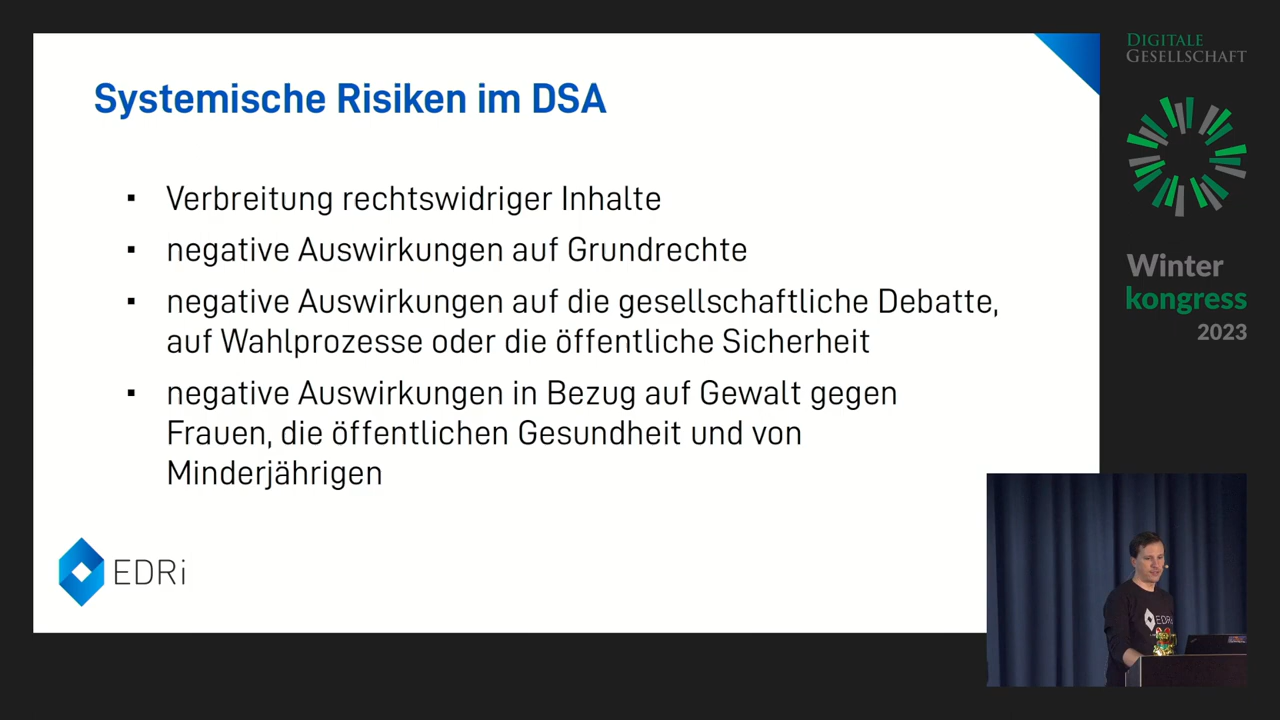 Systemische Risiken im DSA
▪ Verbreitung rechtswidriger Inhalte
▪ negative Auswirkungen auf Grundrechte
▪ negative Auswirkungen auf die gesellschaftliche Debatte,
auf Wahlprozesse oder die öffentliche Sicherheit
▪ negative Auswirkungen in Bezug auf Gewalt gegen
Frauen, die öffentlichen Gesundheit und von
Minderjährigen
EDRi
DIGITALE
GESELLSCHAFT
Winter
kongress
2023
EDRi